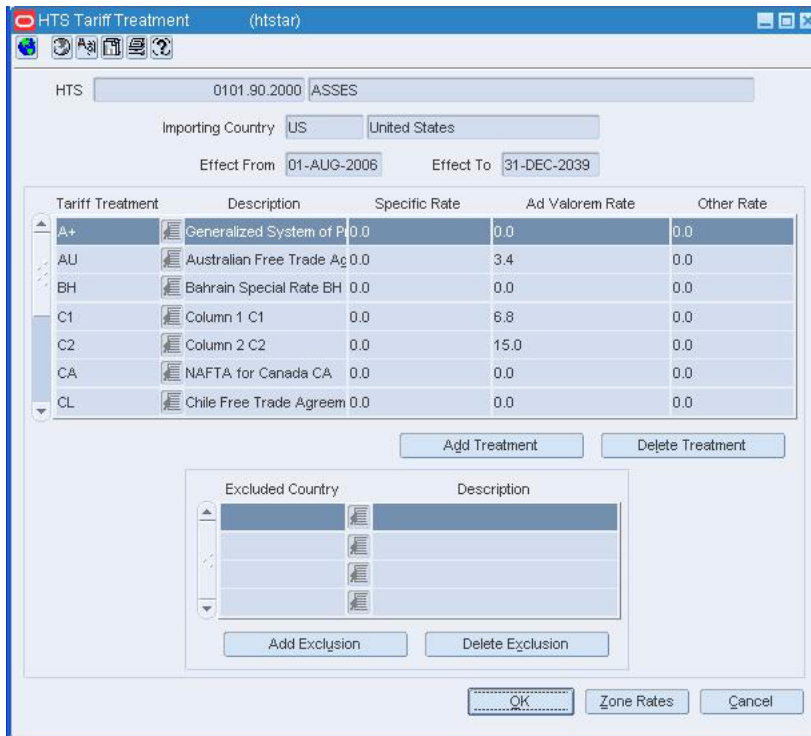 HTS Tariff Treatment (htstar)
HTS 0101.90.2000 ASSES
Importing Country US United States
Effect From 01-AUG-2006 Effect To 31-DEC-2039
Tariff Treatment Description Specific Rate Ad Valorem Rate Other Rate
A+ Generalized System of P 0.0 0.0 0.0
AU Australian Free Trade Ag 0.0 3.4 0.0
BH Bahrain Special Rate BH 0.0 0.0 0.0
C1 Column 1 C1 0.0 6.8 0.0
C2 Column 2 C2 0.0 15.0 0.0
CA NAFTA for Canada CA 0.0 0.0 0.0
CL Chile Free Trade Agreem 0.0 0.0 0.0
Add Treatment Delete Treatment
Excluded Country Description
Add Exclusion Delete Exclusion
OK Zone Rates Cancel